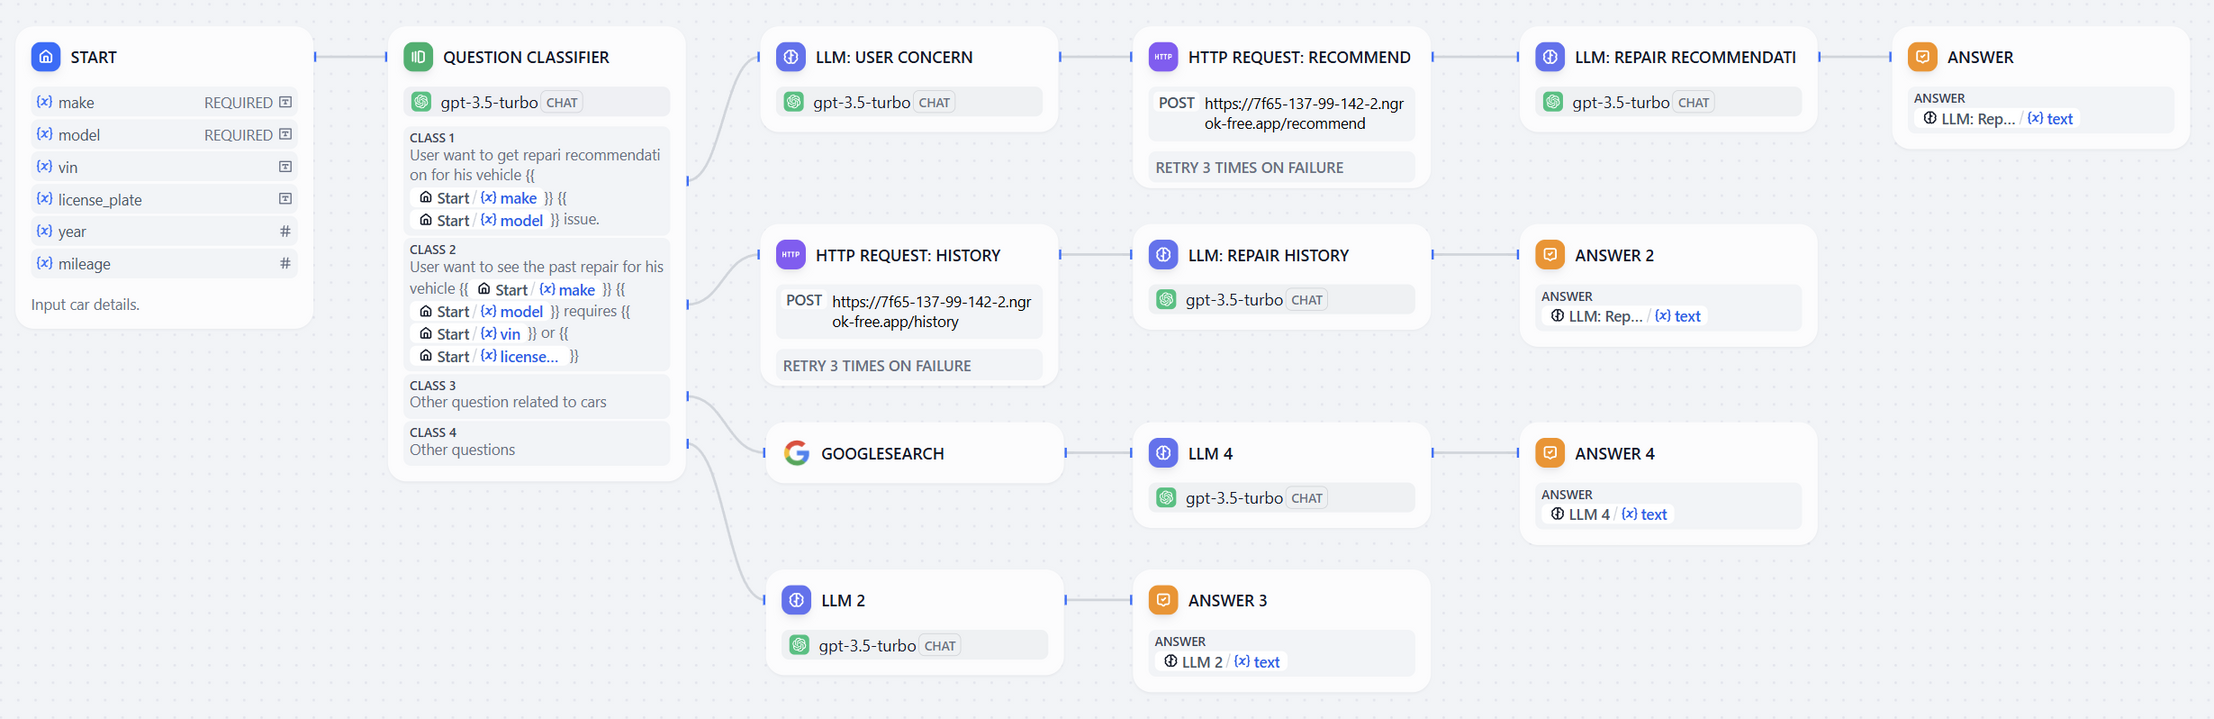 START
{x} make REQUIRED
{x} model REQUIRED
{x} vin
{x} license_plate
{x} year #
{x} mileage #
Input car details.
QUESTION CLASSIFIER
gpt-3.5-turbo CHAT
CLASS 1
User want to get repari recommendati
on for his vehicle {{
Start / {x} make }} {{
Start / {x} model }} issue.
CLASS 2
User want to see the past repair for his
vehicle {{ Start / {x} make }} {{
Start / {x} model }} requires {{
Start / {x} vin }} or {{
Start / {x} license... }}
CLASS 3
Other question related to cars
CLASS 4
Other questions
LLM: USER CONCERN
gpt-3.5-turbo CHAT
HTTP
HTTP REQUEST: RECOMMEND
POST https://7f65-137-99-142-2.ngr
ok-free.app/recommend
RETRY 3 TIMES ON FAILURE
LLM: REPAIR RECOMMENDATI
gpt-3.5-turbo CHAT
ANSWER
ANSWER
LLM: Rep... / {x} text
HTTP
HTTP REQUEST: HISTORY
POST https://7f65-137-99-142-2.ngr
ok-free.app/history
RETRY 3 TIMES ON FAILURE
LLM: REPAIR HISTORY
gpt-3.5-turbo CHAT
ANSWER 2
ANSWER
LLM: Rep... / {x} text
GOOGLESEARCH
LLM 4
gpt-3.5-turbo CHAT
ANSWER 4
ANSWER
LLM 4 / {x} text
LLM 2
gpt-3.5-turbo CHAT
ANSWER 3
ANSWER
LLM 2 / {x} text